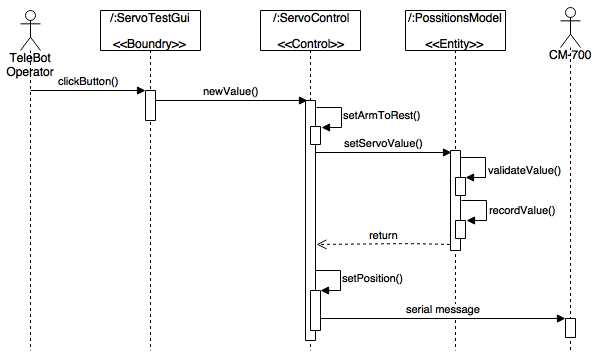 /:ServoTestGui
<<Boundry>>
/:ServoControl
<<Control>>
/:PossitionsModel
<<Entity>>
TeleBot
Operator
CM-700
clickButton()
newValue()
setArmToRest()
setServoValue()
validateValue()
recordValue()
return
setPosition()
serial message